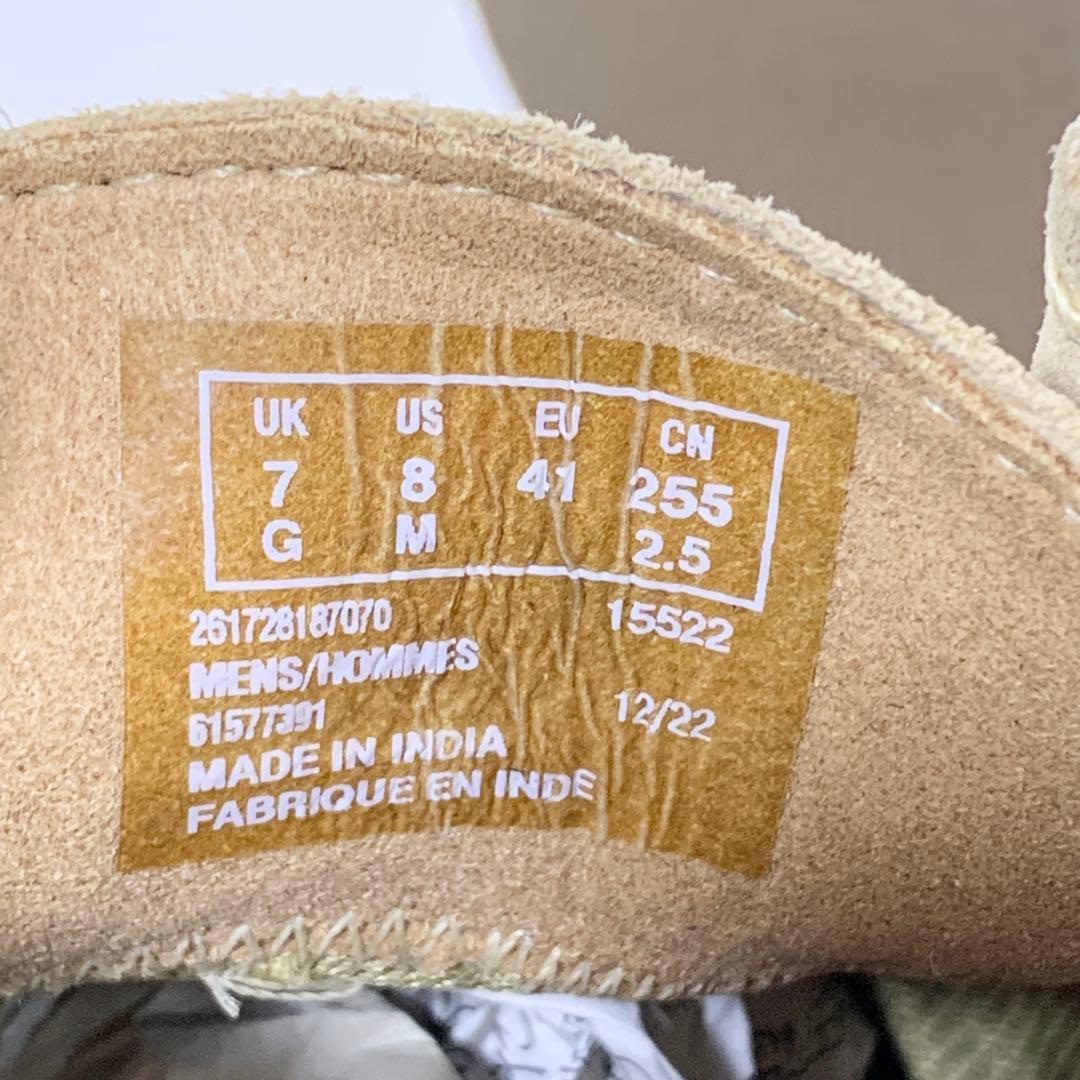 UK US EU CN
7 8 41 255
G M 2.5
261728187070 15522
MENS/HOMMES
61577391 12/22
MADE IN INDIA
FABRIQUE EN INDE